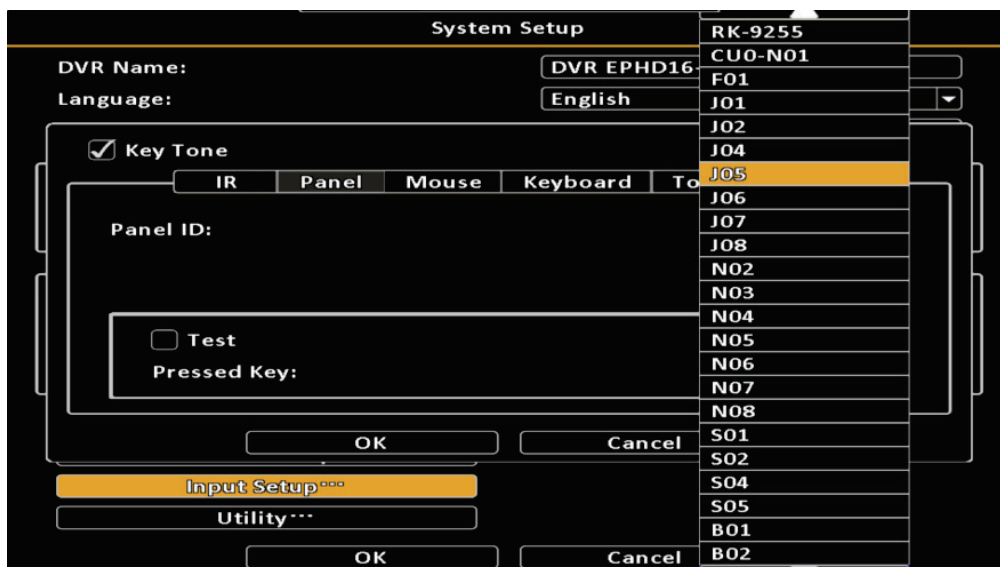 System Setup
DVR Name:
DVR EPHD16-
Language:
English
Key Tone
IR
Panel
Mouse
Keyboard
To
Panel ID:
Test
Pressed Key:
OK
Cancel
Input Setup···
Utility···
OK
Cancel
RK-9255
CU0-N01
F01
J01
J02
J04
J05
J06
J07
J08
N02
N03
N04
N05
N06
N07
N08
S01
S02
S04
S05
B01
B02